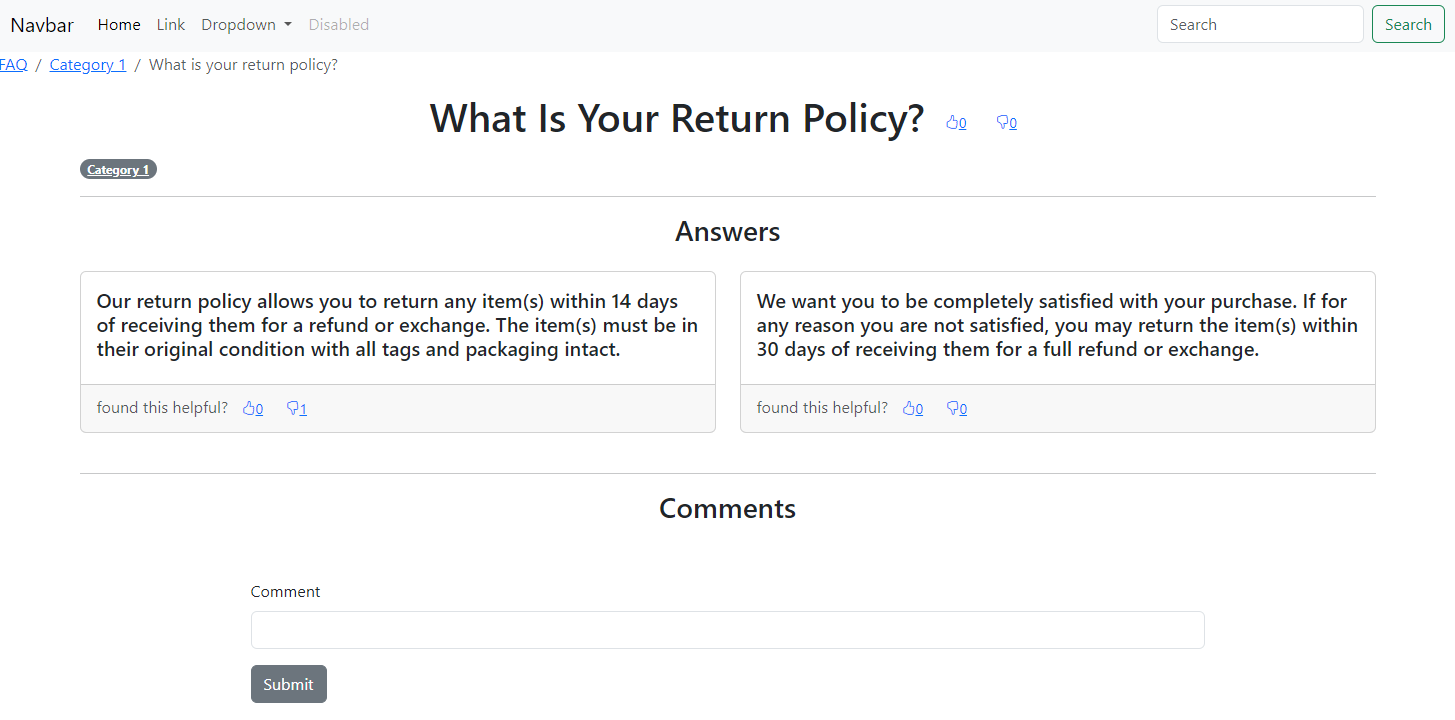 Navbar Home Link Dropdown Disabled Search Search
FAQ / Category 1 / What is your return policy?
What Is Your Return Policy? 0 0
Category 1
Answers
Our return policy allows you to return any item(s) within 14 days
of receiving them for a refund or exchange. The item(s) must be in
their original condition with all tags and packaging intact.
found this helpful? 0 1
We want you to be completely satisfied with your purchase. If for
any reason you are not satisfied, you may return the item(s) within
30 days of receiving them for a full refund or exchange.
found this helpful? 0 0
Comments
Comment
Submit